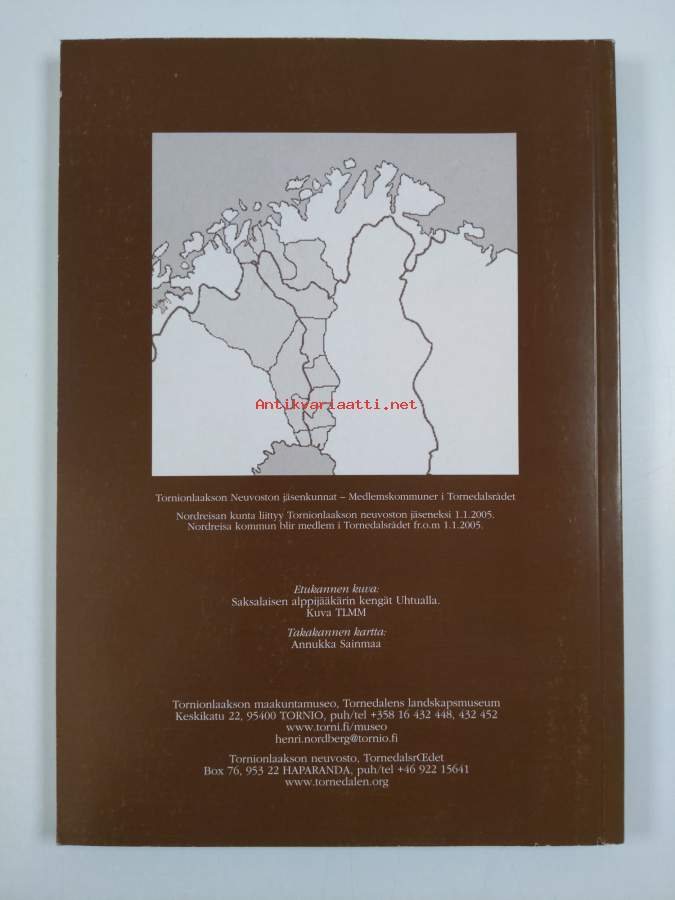 Antikvariaatti.net
Tornionlaakson Neuvoston jäsenkunnat – Medlemskommuner i Tornedalsrådet
Nordreisan kunta liittyy Tornionlaakson neuvoston jäseneksi 1.1.2005.
Nordreisa kommun blir medlem i Tornedalsrådet fr.o.m 1.1.2005.
Etukannen kuva:
Saksalaisen alppijääkärin kengät Uhtualla.
Kuva TLMM
Takakannen kartta:
Annukka Sainmaa
Tornionlaakson maakuntamuseo, Tornedalens landskapsmuseum
Keskikatu 22, 95400 TORNIO, puh/tel +358 16 432 448, 432 452
www.torni.fi/museo
henri.nordberg@tornio.fi
Tornionlaakson neuvosto, TornedalsrŒdet
Box 76, 953 22 HAPARANDA, puh/tel +46 922 15641
www.tornedalen.org